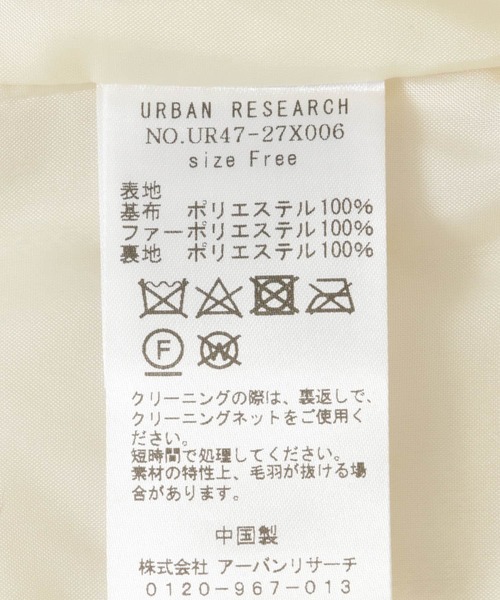 URBAN RESEARCH
NO.UR47-27X006
size Free
表地
基布 ポリエステル100%
ファーポリエステル100%
裏地 ポリエステル100%
F W
クリーニングの際は、裏返しで、
クリーニングネットをご使用く
ださい。
短時間で処理してください。
素材の特性上、毛羽が抜ける場
合があります。
中国製
株式会社 アーバンリサーチ
0120-967-013